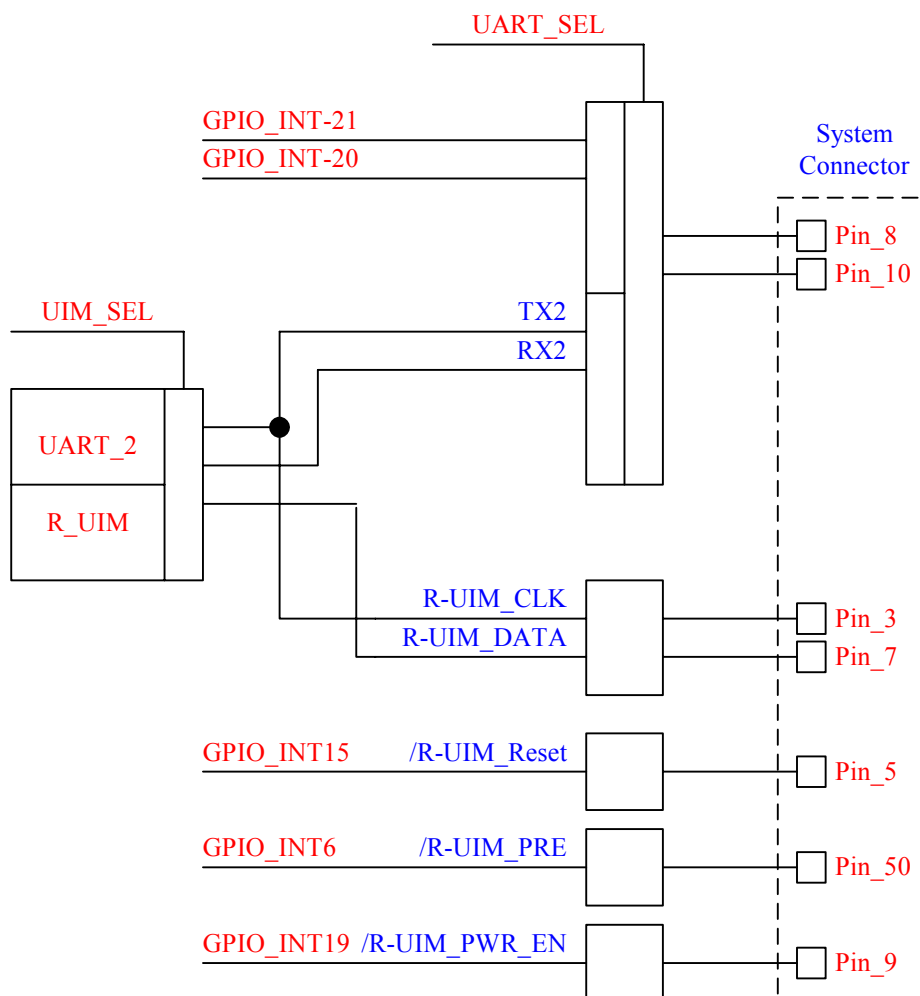 UART_SEL
GPIO_INT-21
GPIO_INT-20
System
Connector
Pin_8
Pin_10
UIM_SEL
TX2
RX2
UART_2
R_UIM
R-UIM_CLK
Pin_3
R-UIM_DATA
Pin_7
GPIO_INT15 /R-UIM_Reset
Pin_5
GPIO_INT6 /R-UIM_PRE
Pin_50
GPIO_INT19 /R-UIM_PWR_EN
Pin_9